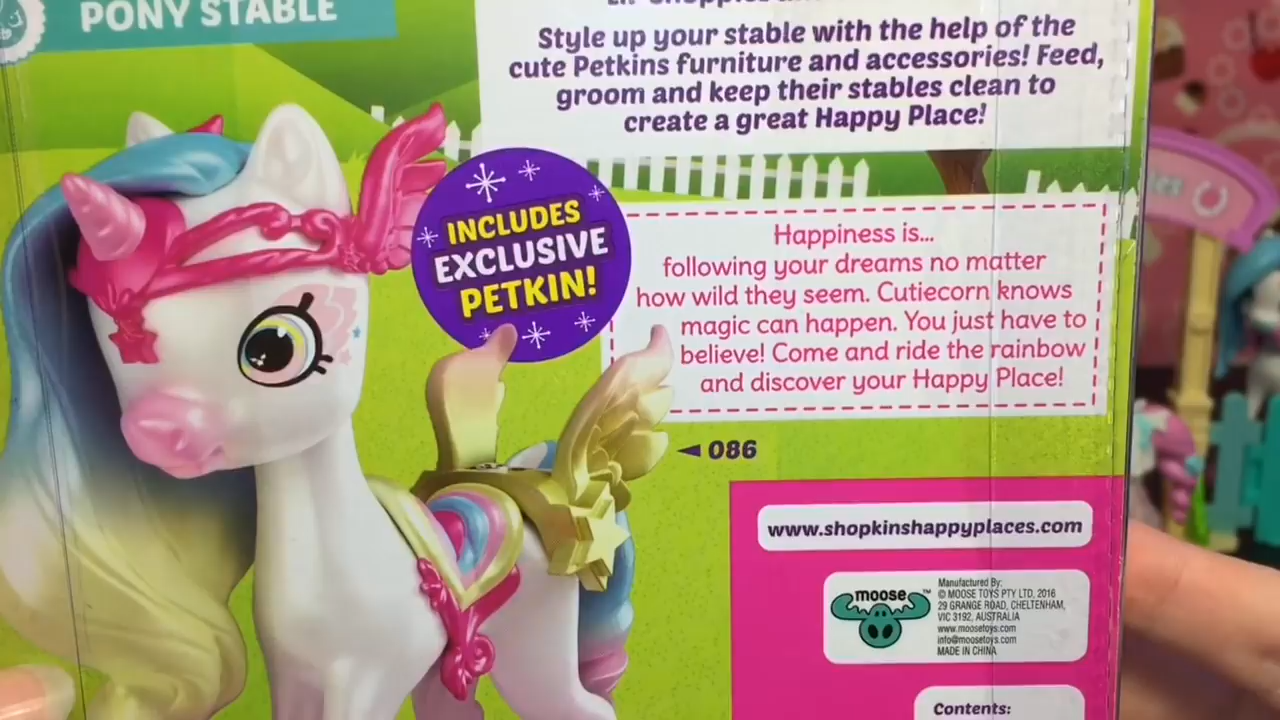 PONY STABLE
Style up your stable with the help of the
cute Petkins furniture and accessories! Feed,
groom and keep their stables clean to
create a great Happy Place!
INCLUDES
EXCLUSIVE
PETKIN!
Happiness is...
following your dreams no matter
how wild they seem. Cutiecorn knows
magic can happen. You just have to
believe! Come and ride the rainbow
and discover your Happy Place!
086
www.shopkinshappyplaces.com
moose™
Manufactured By:
© MOOSE TOYS PTY LTD, 2016
29 GRANGE ROAD, CHELTENHAM,
VIC 3192, AUSTRALIA
www.moosetoys.com
info@moosetoys.com
MADE IN CHINA
Contents: